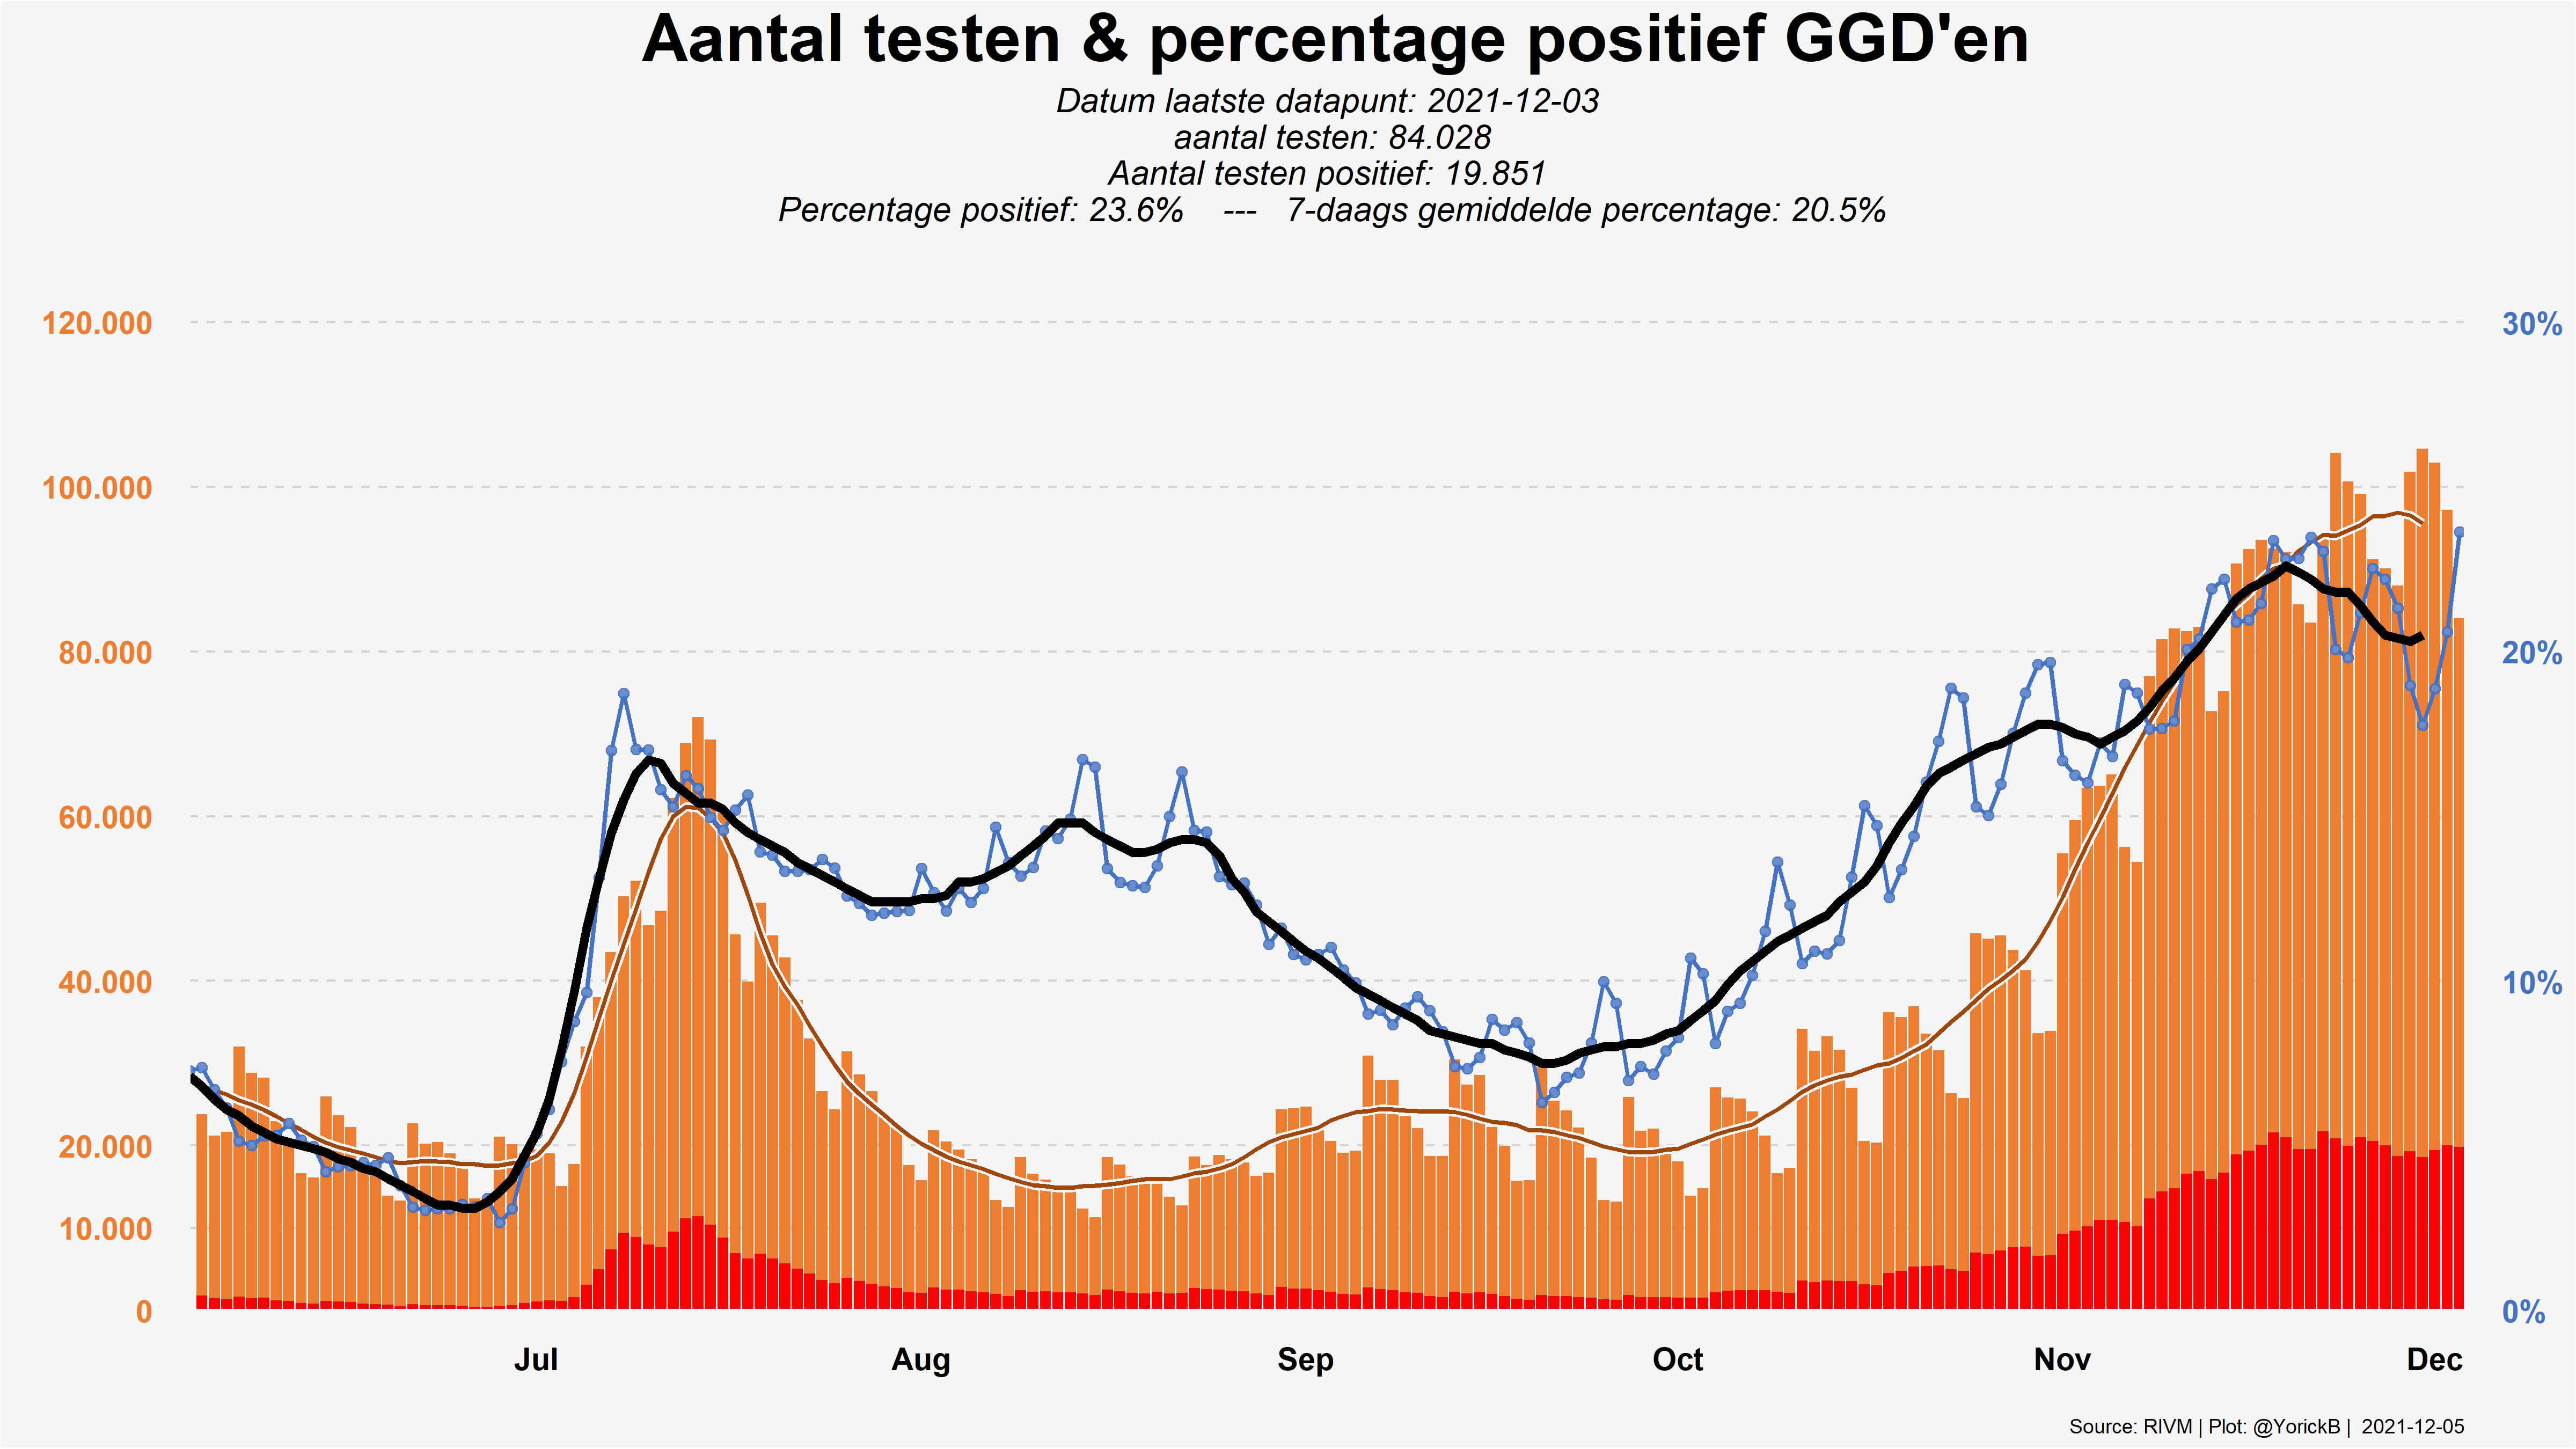 Aantal testen & percentage positief GGD'en
Datum laatste datapunt: 2021-12-03
aantal testen: 84.028
Aantal testen positief: 19.851
Percentage positief: 23.6% --- 7-daags gemiddelde percentage: 20.5%
120.000
30%
100.000
80.000
20%
60.000
40.000
10%
20.000
10.000
0
0%
Jul Aug Sep Oct Nov Dec
Source: RIVM | Plot: @YorickB | 2021-12-05